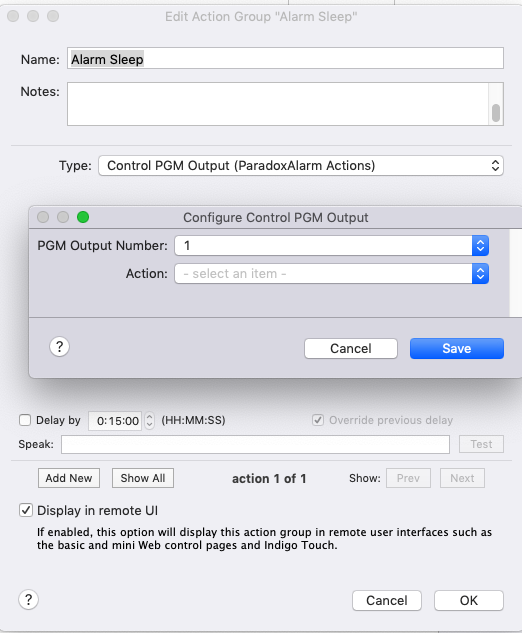 Edit Action Group "Alarm Sleep"
Name: Alarm Sleep
Notes:
Type: Control PGM Output (ParadoxAlarm Actions)
Configure Control PGM Output
PGM Output Number: 1
Action: - select an item -
? Cancel Save
Delay by 0:15:00 (HH:MM:SS) Override previous delay
Speak: Test
Add New Show All action 1 of 1 Show: Prev Next
Display in remote UI
If enabled, this option will display this action group in remote user interfaces such as
the basic and mini Web control pages and Indigo Touch.
? Cancel OK